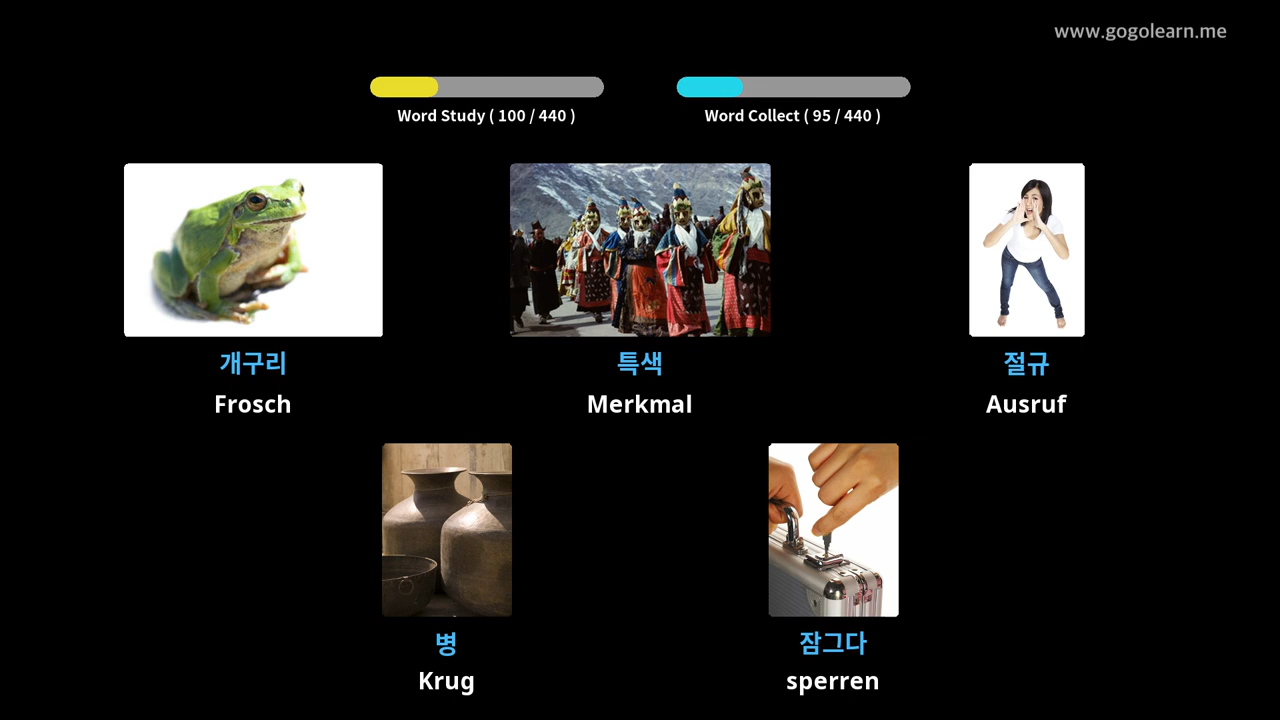 www.gogolearn.me
Word Study ( 100 / 440 )
Word Collect ( 95 / 440 )
개구리
Frosch
특색
Merkmal
절규
Ausruf
병
Krug
잠그다
sperren